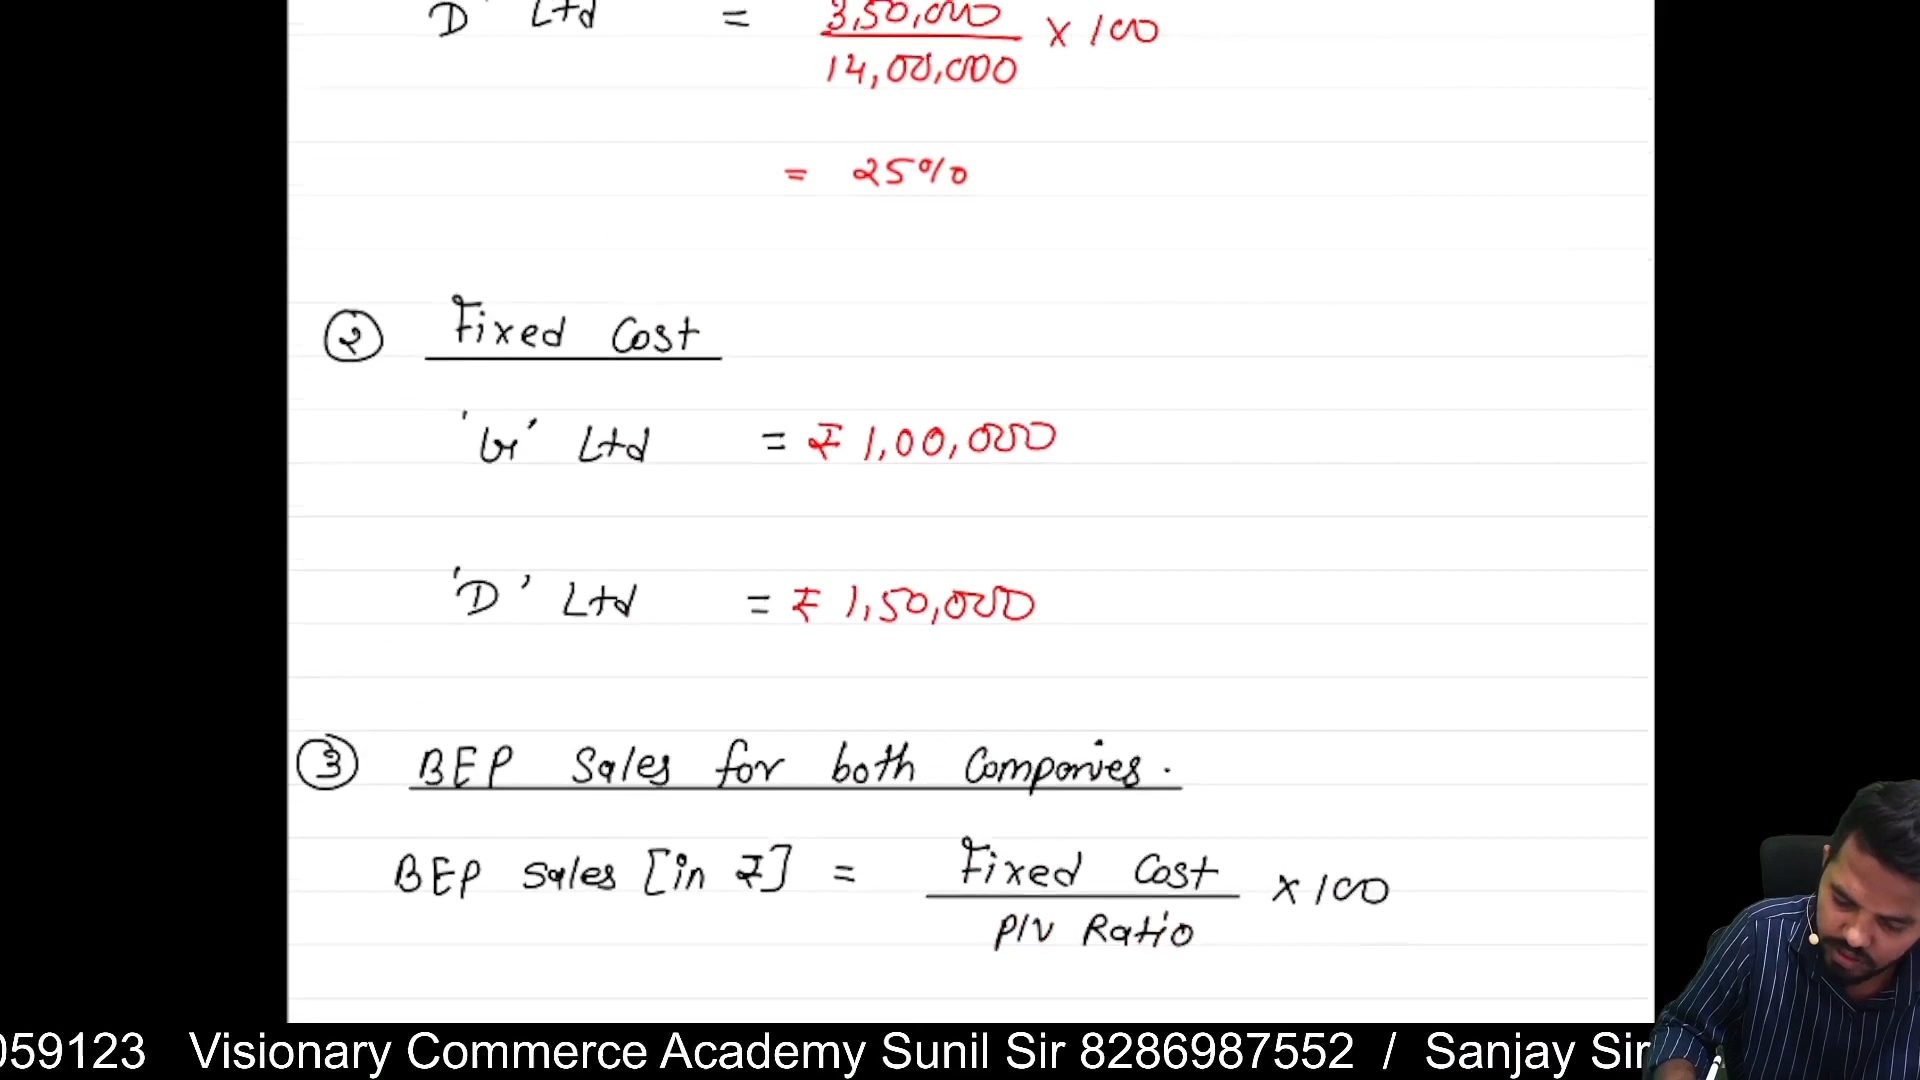 'D' Ltd = 3,50,000 / 14,00,000 × 100
= 25%
② Fixed Cost
'G' Ltd = ₹ 1,00,000
'D' Ltd = ₹ 1,50,000
③ BEP Sales for both Companies.
BEP Sales [in ₹] = Fixed Cost / P/V Ratio × 100
059123 Visionary Commerce Academy Sunil Sir 8286987552 / Sanjay Sir